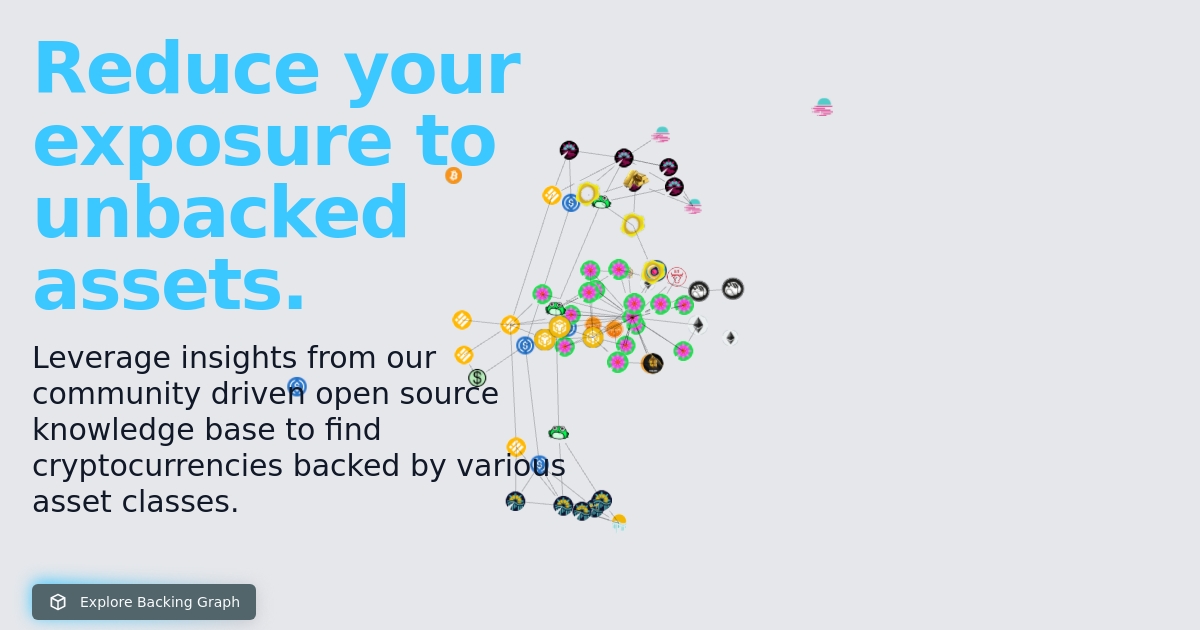 Reduce your
exposure to
unbacked
assets.
Leverage insights from our
community driven open source
knowledge base to find
cryptocurrencies backed by various
asset classes.
Explore Backing Graph